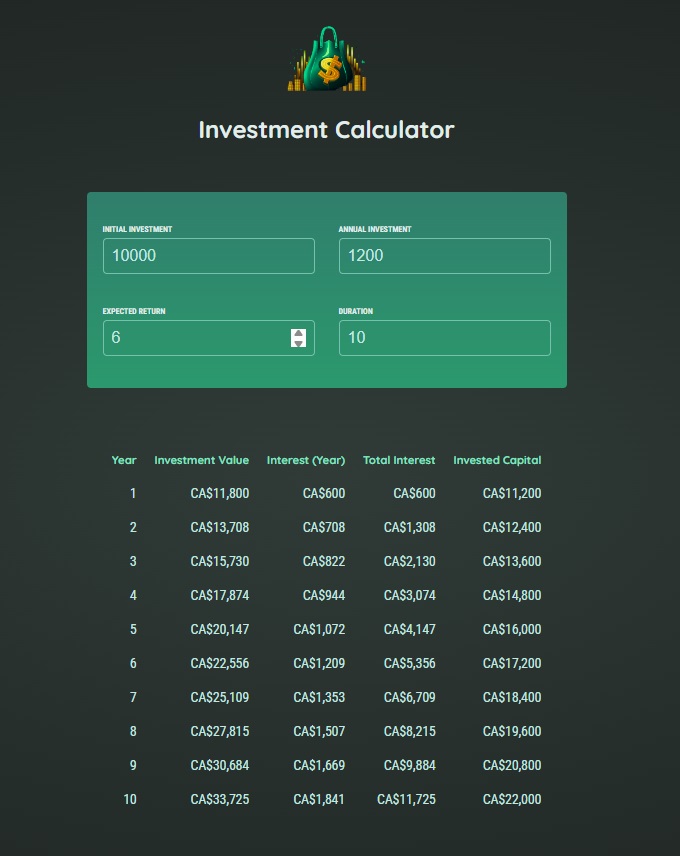 $
Investment Calculator
INITIAL INVESTMENT ANNUAL INVESTMENT
10000 1200
EXPECTED RETURN DURATION
6 10
Year Investment Value Interest (Year) Total Interest Invested Capital
1 CA$11,800 CA$600 CA$600 CA$11,200
2 CA$13,708 CA$708 CA$1,308 CA$12,400
3 CA$15,730 CA$822 CA$2,130 CA$13,600
4 CA$17,874 CA$944 CA$3,074 CA$14,800
5 CA$20,147 CA$1,072 CA$4,147 CA$16,000
6 CA$22,556 CA$1,209 CA$5,356 CA$17,200
7 CA$25,109 CA$1,353 CA$6,709 CA$18,400
8 CA$27,815 CA$1,507 CA$8,215 CA$19,600
9 CA$30,684 CA$1,669 CA$9,884 CA$20,800
10 CA$33,725 CA$1,841 CA$11,725 CA$22,000